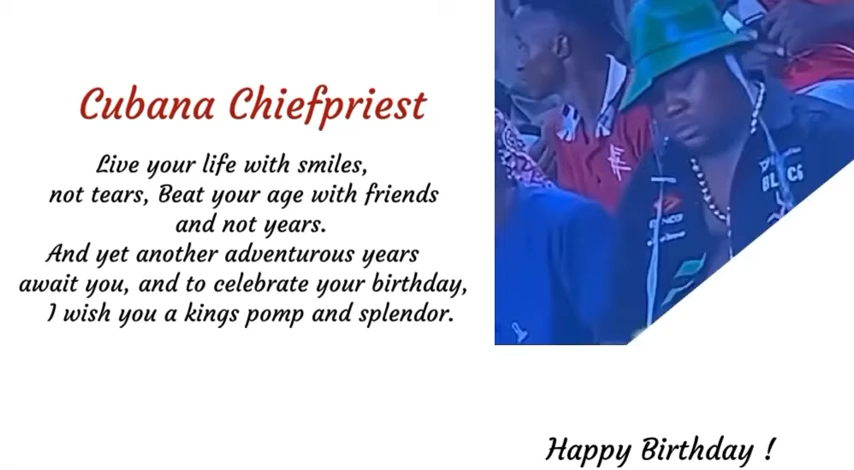 Cubana Chiefpriest
Live your life with smiles,
not tears, Beat your age with friends
and not years.
And yet another adventurous years
await you, and to celebrate your birthday,
I wish you a kings pomp and splendor.
Happy Birthday !